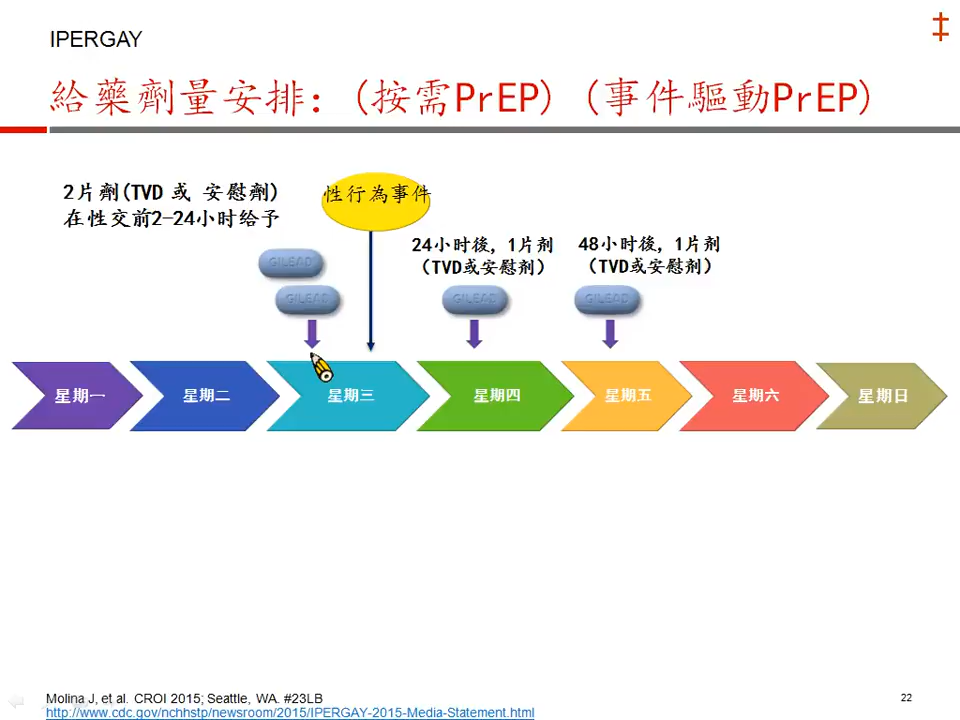 IPERGAY
‡
給藥劑量安排：(按需PrEP) (事件驅動PrEP)
2片劑(TVD 或 安慰劑)
在性交前2-24小时给予
性行為事件
24小时後, 1片剂
（TVD或安慰剂）
48小时後, 1片剂
（TVD或安慰剂）
GILEAD
GILEAD
GILEAD
GILEAD
星期一
星期二
星期三
星期四
星期五
星期六
星期日
Molina J, et al. CROI 2015; Seattle, WA. #23LB
http://www.cdc.gov/nchhstp/newsroom/2015/IPERGAY-2015-Media-Statement.html
22